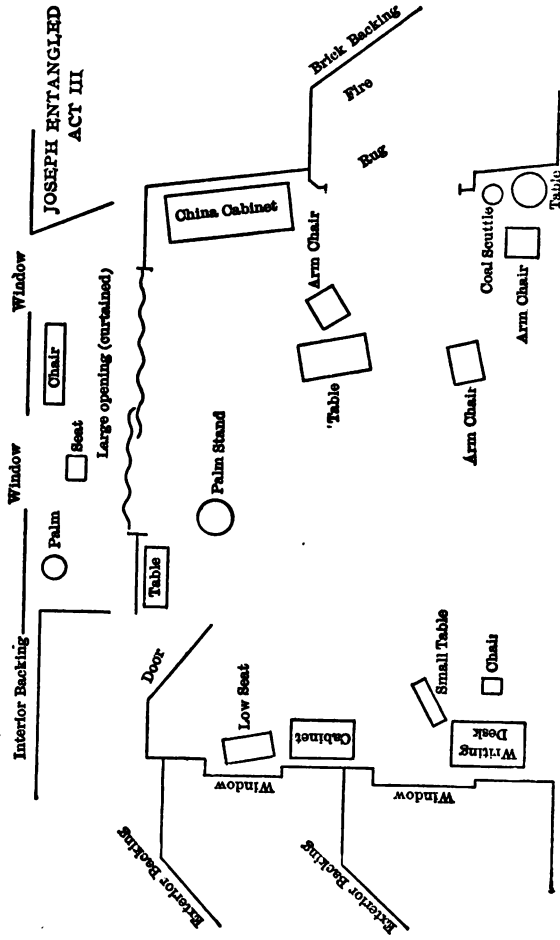 JOSEPH ENTANGLED
ACT III
Interior Backing
Window
Window
Palm
Seat
Chair
Large opening (curtained)
Door
Table
Palm Stand
China Cabinet
Brick Backing
Fire
Rug
Exterior Backing
Window
Low Seat
Cabinet
'Table
Arm Chair
Exterior Backing
Window
Small Table
Writing
Desk
Chair
Arm Chair
Coal Scuttle
Arm Chair
Table